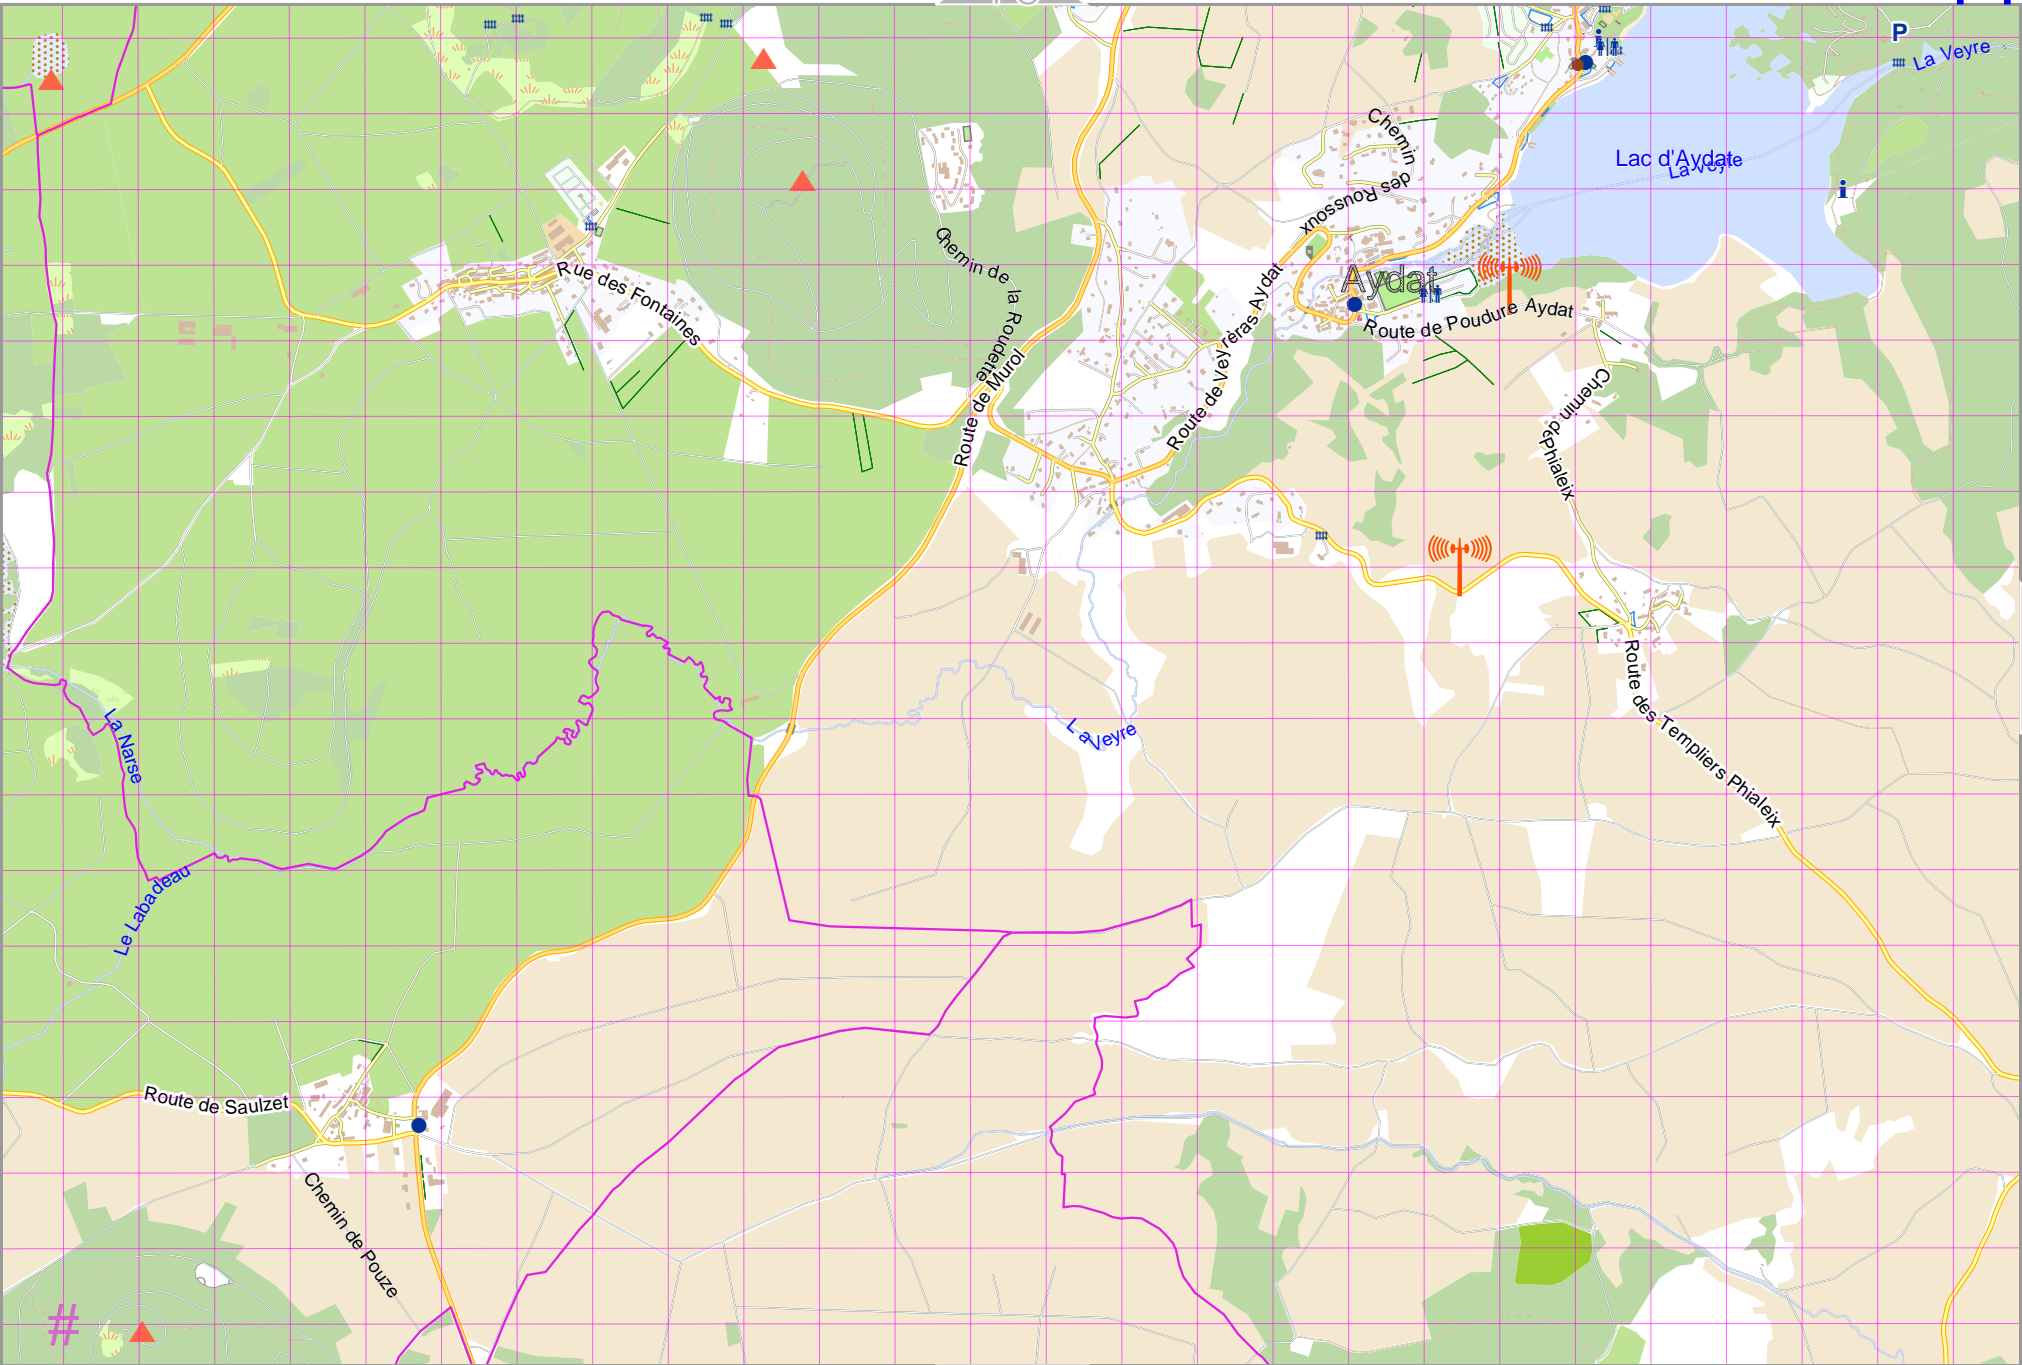 P
La Veyre
Chemin
des Roussoux
Lac d'Aydat
La Veyre
i
Chemin de la Roudette
Rue des Fontaines
Aydat
Route de Poudure Aydat
Route de Veyrèras Aydat
Route de Murol
Chemin de
Phialeix
La Narse
La Veyre
Route des Templiers Phialeix
Le Labadeau
Route de Saulzet
Chemin de Pouze
#